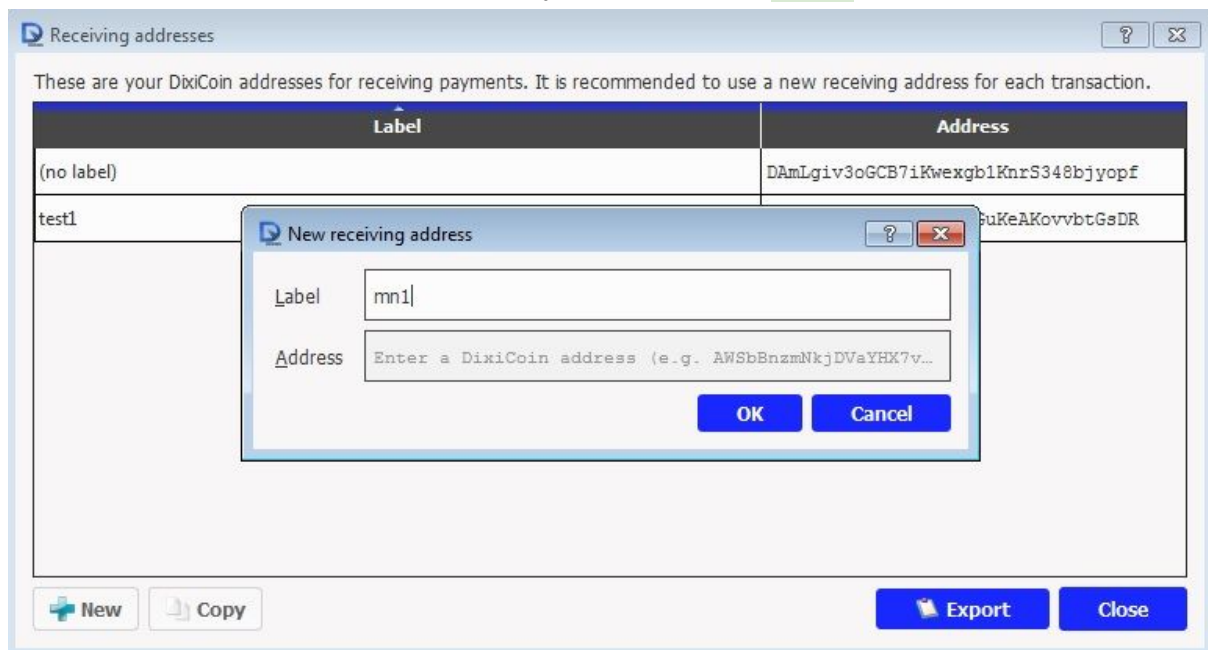 Receiving addresses
These are your DixiCoin addresses for receiving payments. It is recommended to use a new receiving address for each transaction.
Label Address
(no label) DAmLgiv3oGCB7iKwexgb1KnrS348bjyopf
test1 uKeAKovvbtGsDR
New receiving address
Label mn1
Address Enter a DixiCoin address (e.g. AWSbBnzmNkjDVaYHX7v…
OK Cancel
New Copy Export Close